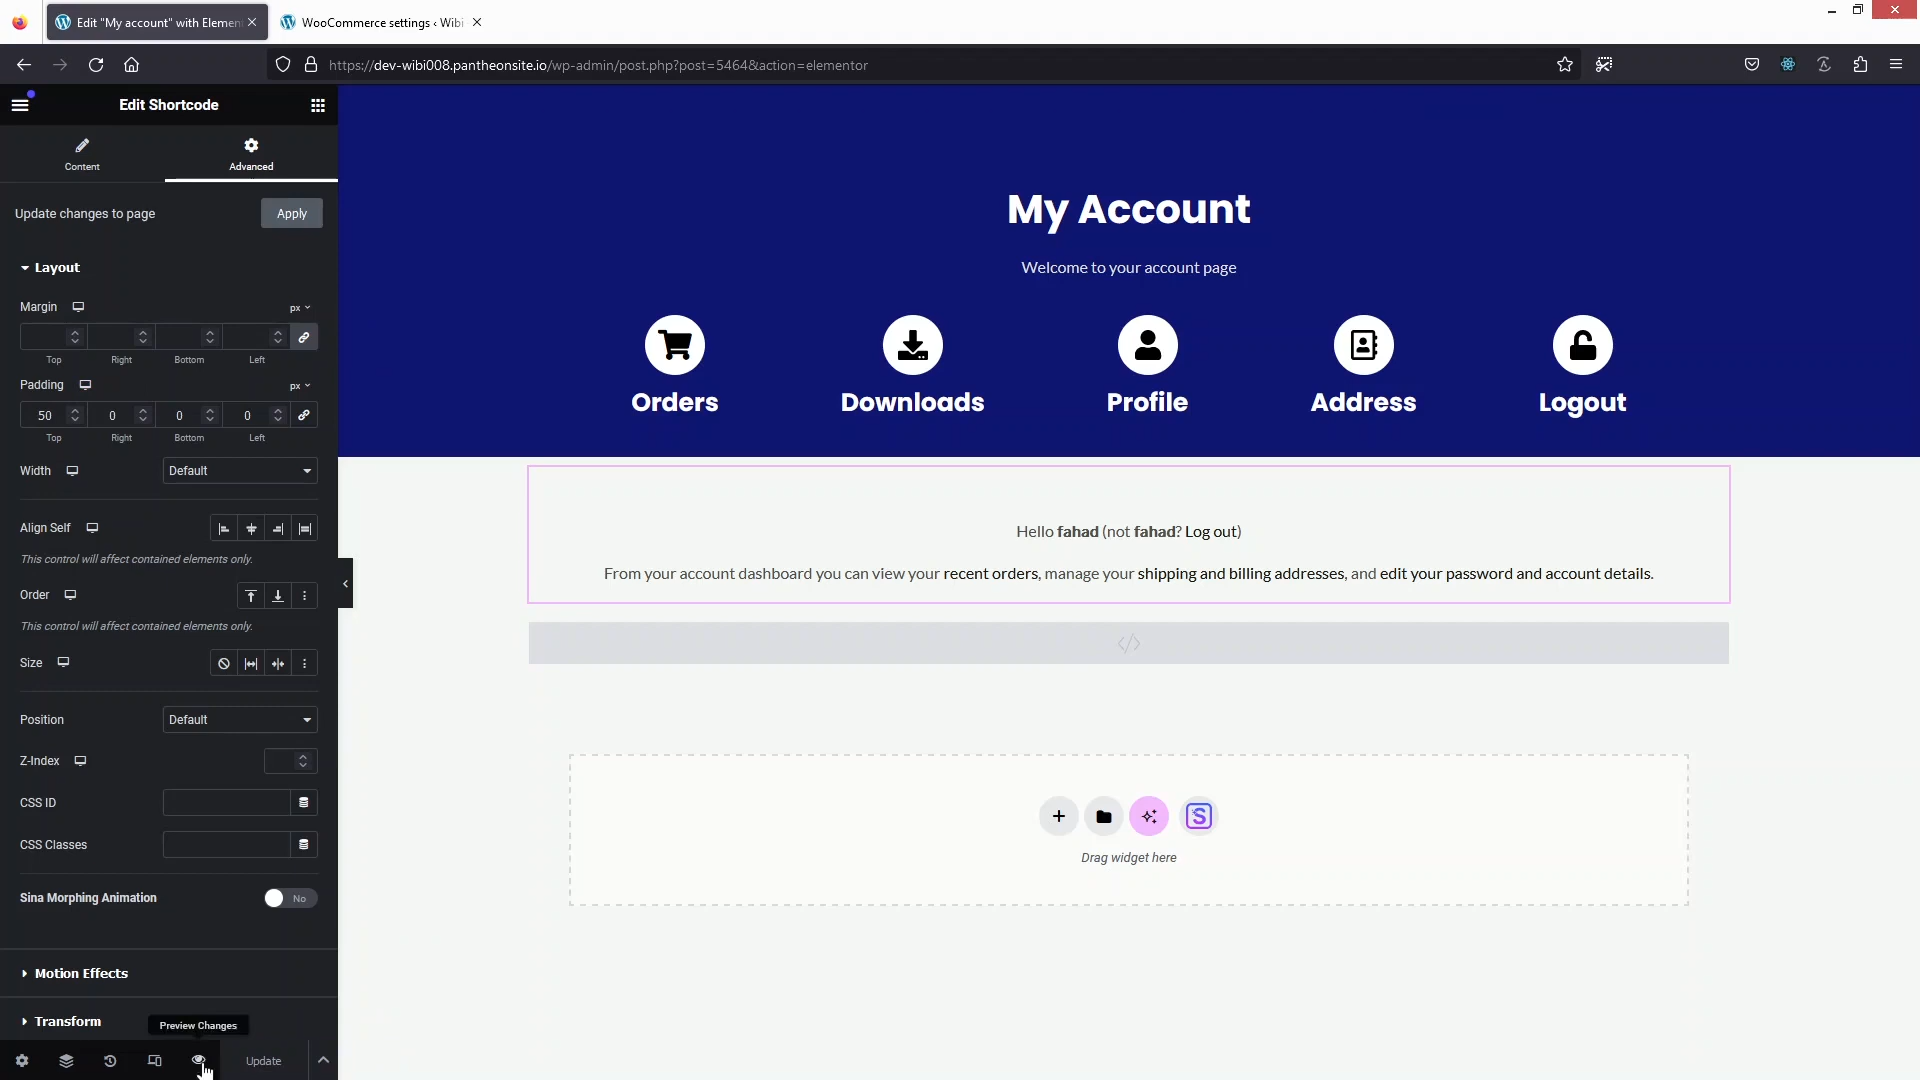 Edit "My account" with Elemen
WooCommerce settings ‹ Wibi
https://dev-wibi008.pantheonsite.io/wp-admin/post.php?post=5464&action=elementor
Edit Shortcode
Content
Advanced
Update changes to page
Apply
Layout
Margin
px
Top
Right
Bottom
Left
Padding
px
50
0
0
0
Top
Right
Bottom
Left
Width
Default
Align Self
This control will affect contained elements only.
Order
This control will affect contained elements only.
Size
Position
Default
Z-Index
CSS ID
CSS Classes
Sina Morphing Animation
No
Motion Effects
Transform
Preview Changes
Update
My Account
Welcome to your account page
Orders
Downloads
Profile
Address
Logout
Hello fahad (not fahad? Log out)
From your account dashboard you can view your recent orders, manage your shipping and billing addresses, and edit your password and account details.
Drag widget here